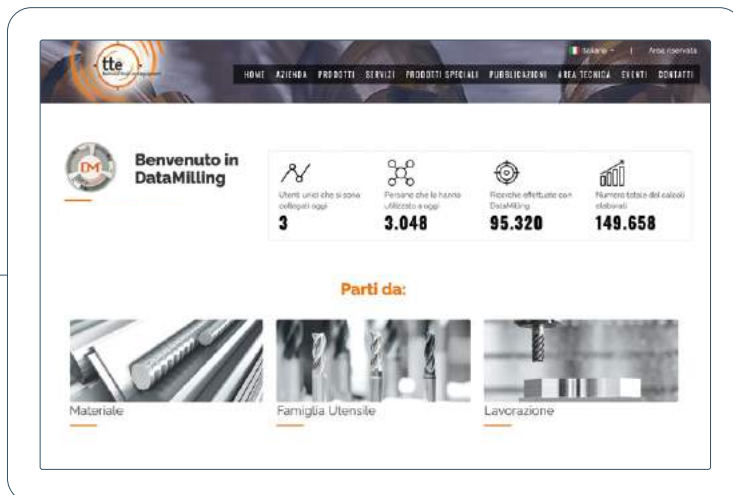 Italiano | Area riservata
tte
HOME AZIENDA PRODOTTI SERVIZI PRODOTTI SPECIALI PUBBLICAZIONI AREA TECNICA EVENTI CONTATTI
DM
Benvenuto in
DataMilling
Utenti unici che si sono
collegati oggi
3
Persone che lo hanno
utilizzato a oggi
3.048
Ricerche effettuate con
DataMilling
95.320
Numero totale dei calcoli
elaborati
149.658
Parti da:
Materiale
Famiglia Utensile
Lavorazione